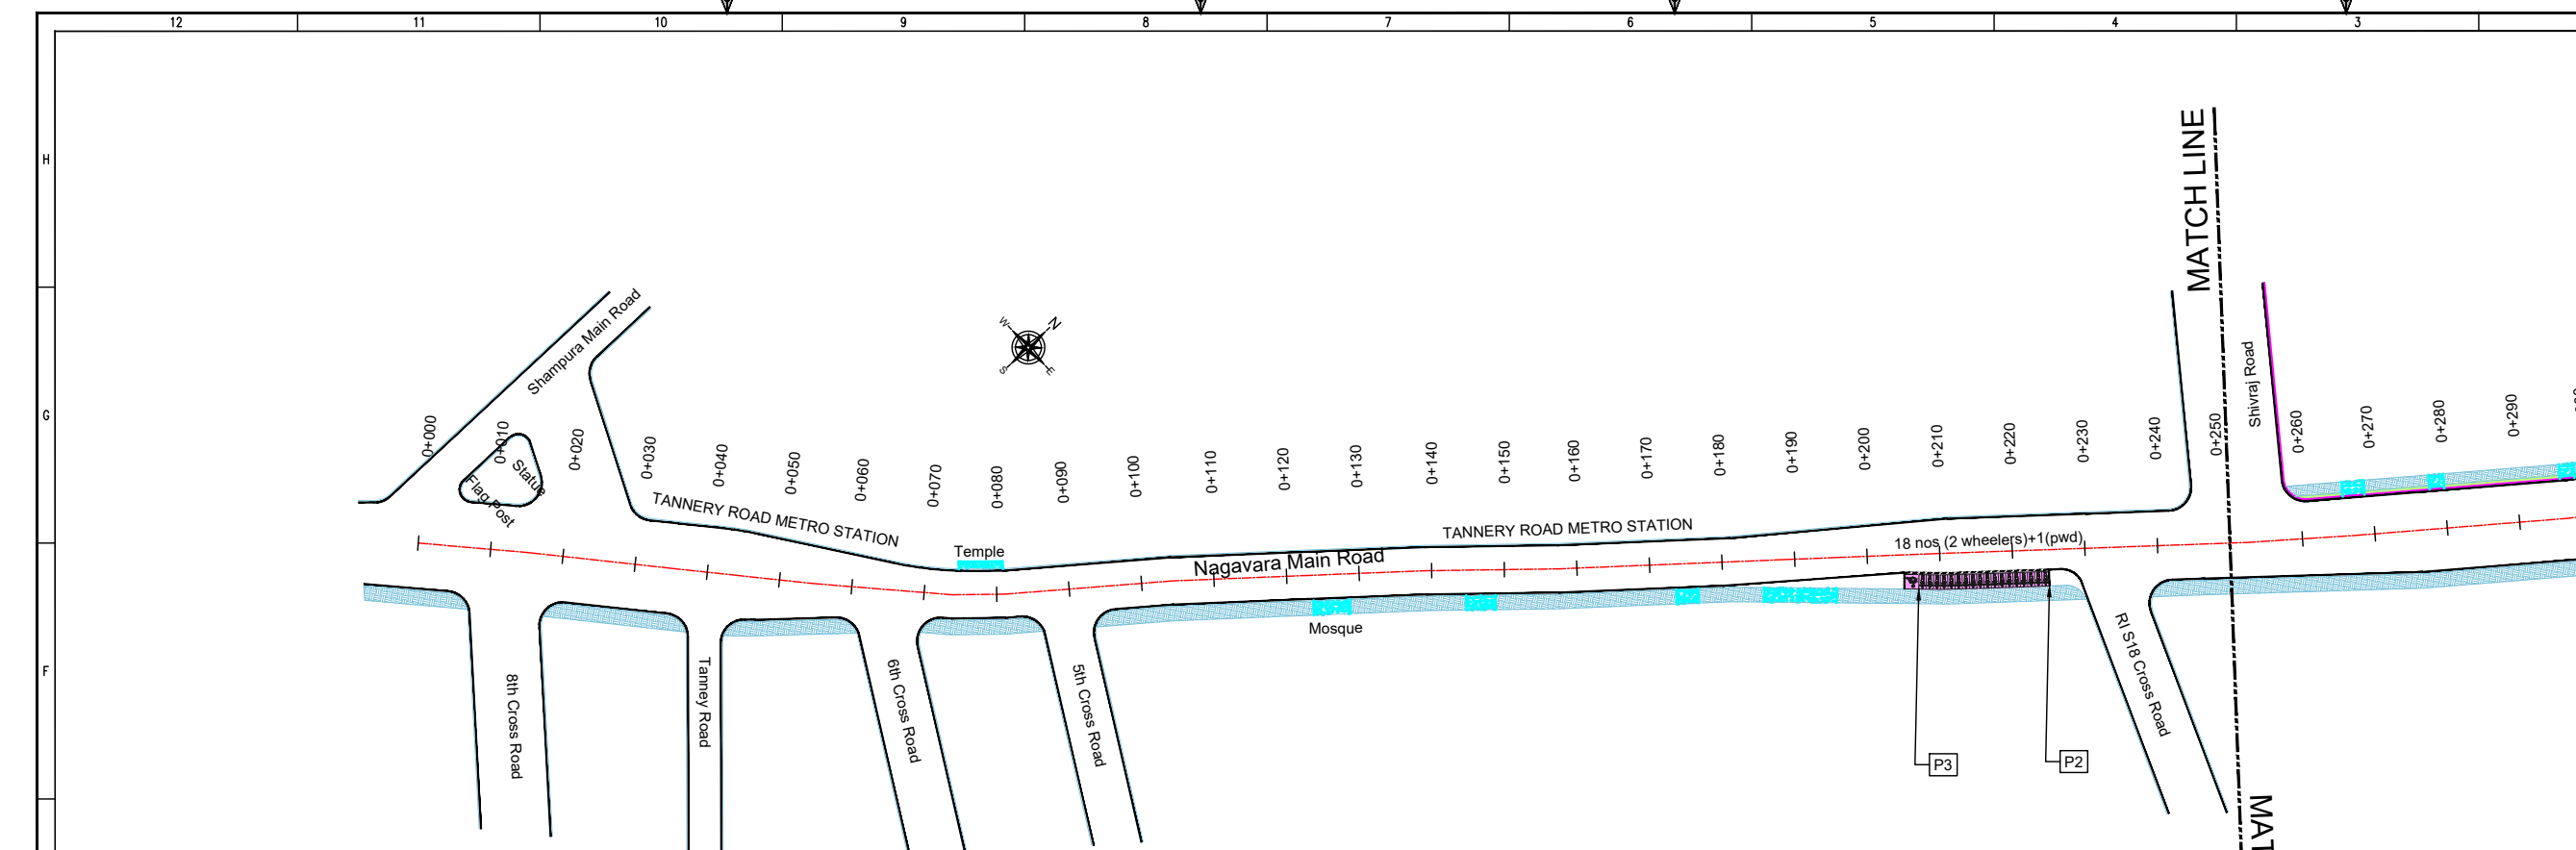 12 11 10 9 8 7 6 5 4 3
H
G
F
MATCH LINE
Shampura Main Road
W N
S E
Shivraj Road
0+000 0+010 0+020 0+030 0+040 0+050 0+060 0+070 0+080 0+090 0+100 0+110 0+120 0+130 0+140 0+150 0+160 0+170 0+180 0+190 0+200 0+210 0+220 0+230 0+240 0+250 0+260 0+270 0+280 0+290
Statue
Flag Post
TANNERY ROAD METRO STATION
TANNERY ROAD METRO STATION
Temple
Nagavara Main Road
18 nos (2 wheelers)+1(pwd)
Mosque
8th Cross Road
Tanney Road
6th Cross Road
5th Cross Road
RI S18 Cross Road
P3
P2
MAT